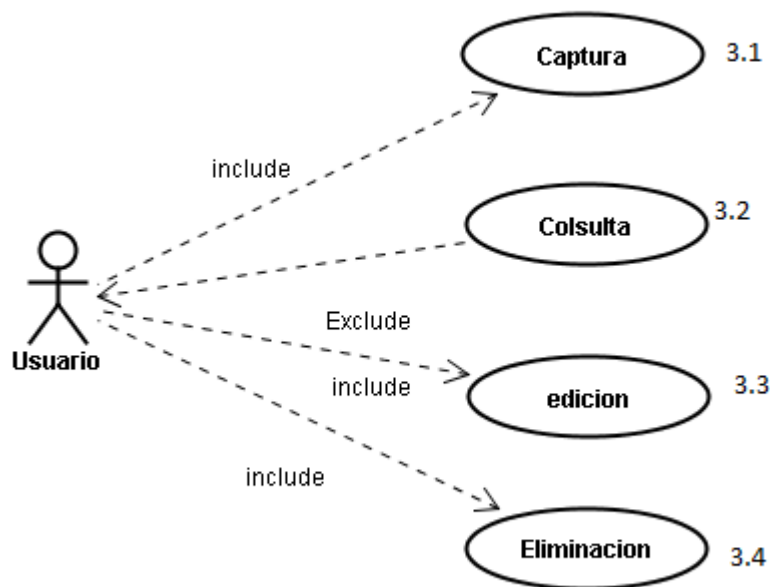 Captura
3.1
include
Colsulta
3.2
Usuario
Exclude
include
edicion
3.3
include
Eliminacion
3.4